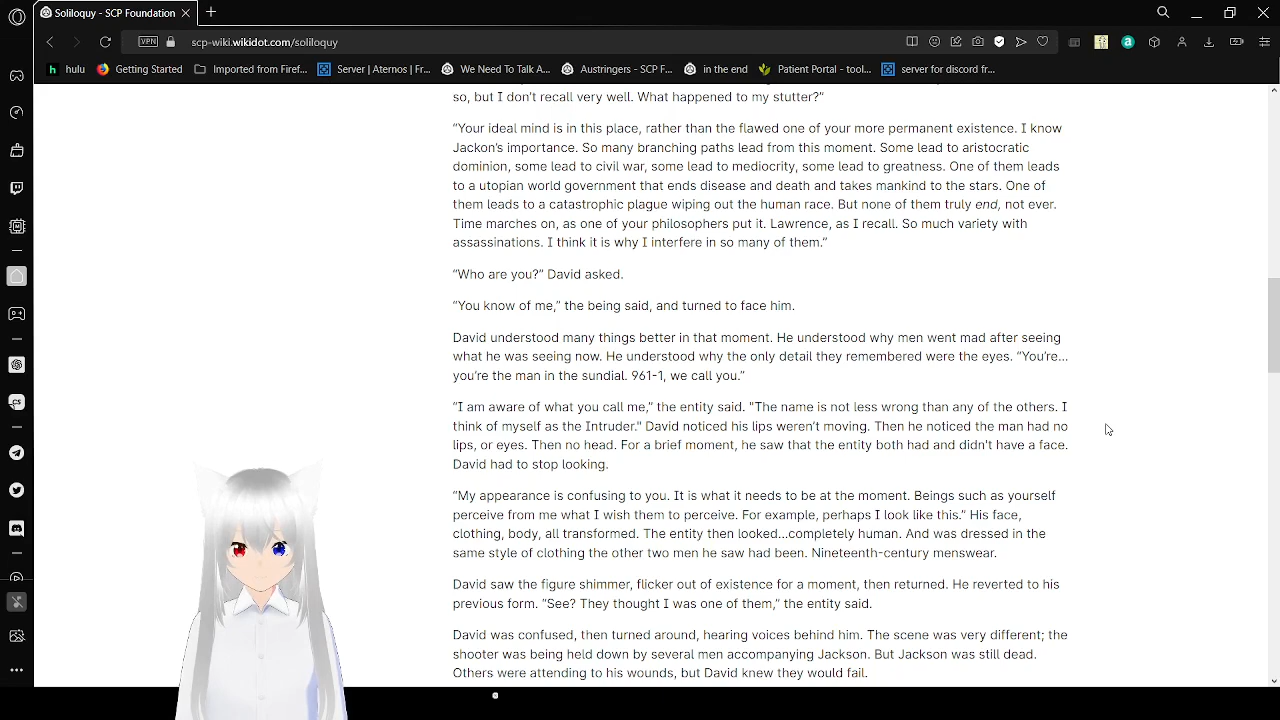 Soliloquy - SCP Foundation
VPN
scp-wiki.wikidot.com/soliloquy
hulu
Getting Started
Imported from Firef...
Server | Aternos | Fr...
We Need To Talk A...
Austringers - SCP F...
in the end
Patient Portal - tool...
server for discord fr...
so, but I don't recall very well. What happened to my stutter?”
“Your ideal mind is in this place, rather than the flawed one of your more permanent existence. I know
Jackon's importance. So many branching paths lead from this moment. Some lead to aristocratic
dominion, some lead to civil war, some lead to mediocrity, some lead to greatness. One of them leads
to a utopian world government that ends disease and death and takes mankind to the stars. One of
them leads to a catastrophic plague wiping out the human race. But none of them truly end, not ever.
Time marches on, as one of your philosophers put it. Lawrence, as I recall. So much variety with
assassinations. I think it is why I interfere in so many of them.”
“Who are you?” David asked.
“You know of me,” the being said, and turned to face him.
David understood many things better in that moment. He understood why men went mad after seeing
what he was seeing now. He understood why the only detail they remembered were the eyes. “You're…
you're the man in the sundial. 961-1, we call you.”
“I am aware of what you call me,” the entity said. "The name is not less wrong than any of the others. I
think of myself as the Intruder." David noticed his lips weren't moving. Then he noticed the man had no
lips, or eyes. Then no head. For a brief moment, he saw that the entity both had and didn't have a face.
David had to stop looking.
“My appearance is confusing to you. It is what it needs to be at the moment. Beings such as yourself
perceive from me what I wish them to perceive. For example, perhaps I look like this.” His face,
clothing, body, all transformed. The entity then looked…completely human. And was dressed in the
same style of clothing the other two men he saw had been. Nineteenth-century menswear.
David saw the figure shimmer, flicker out of existence for a moment, then returned. He reverted to his
previous form. “See? They thought I was one of them,” the entity said.
David was confused, then turned around, hearing voices behind him. The scene was very different; the
shooter was being held down by several men accompanying Jackson. But Jackson was still dead.
Others were attending to his wounds, but David knew they would fail.